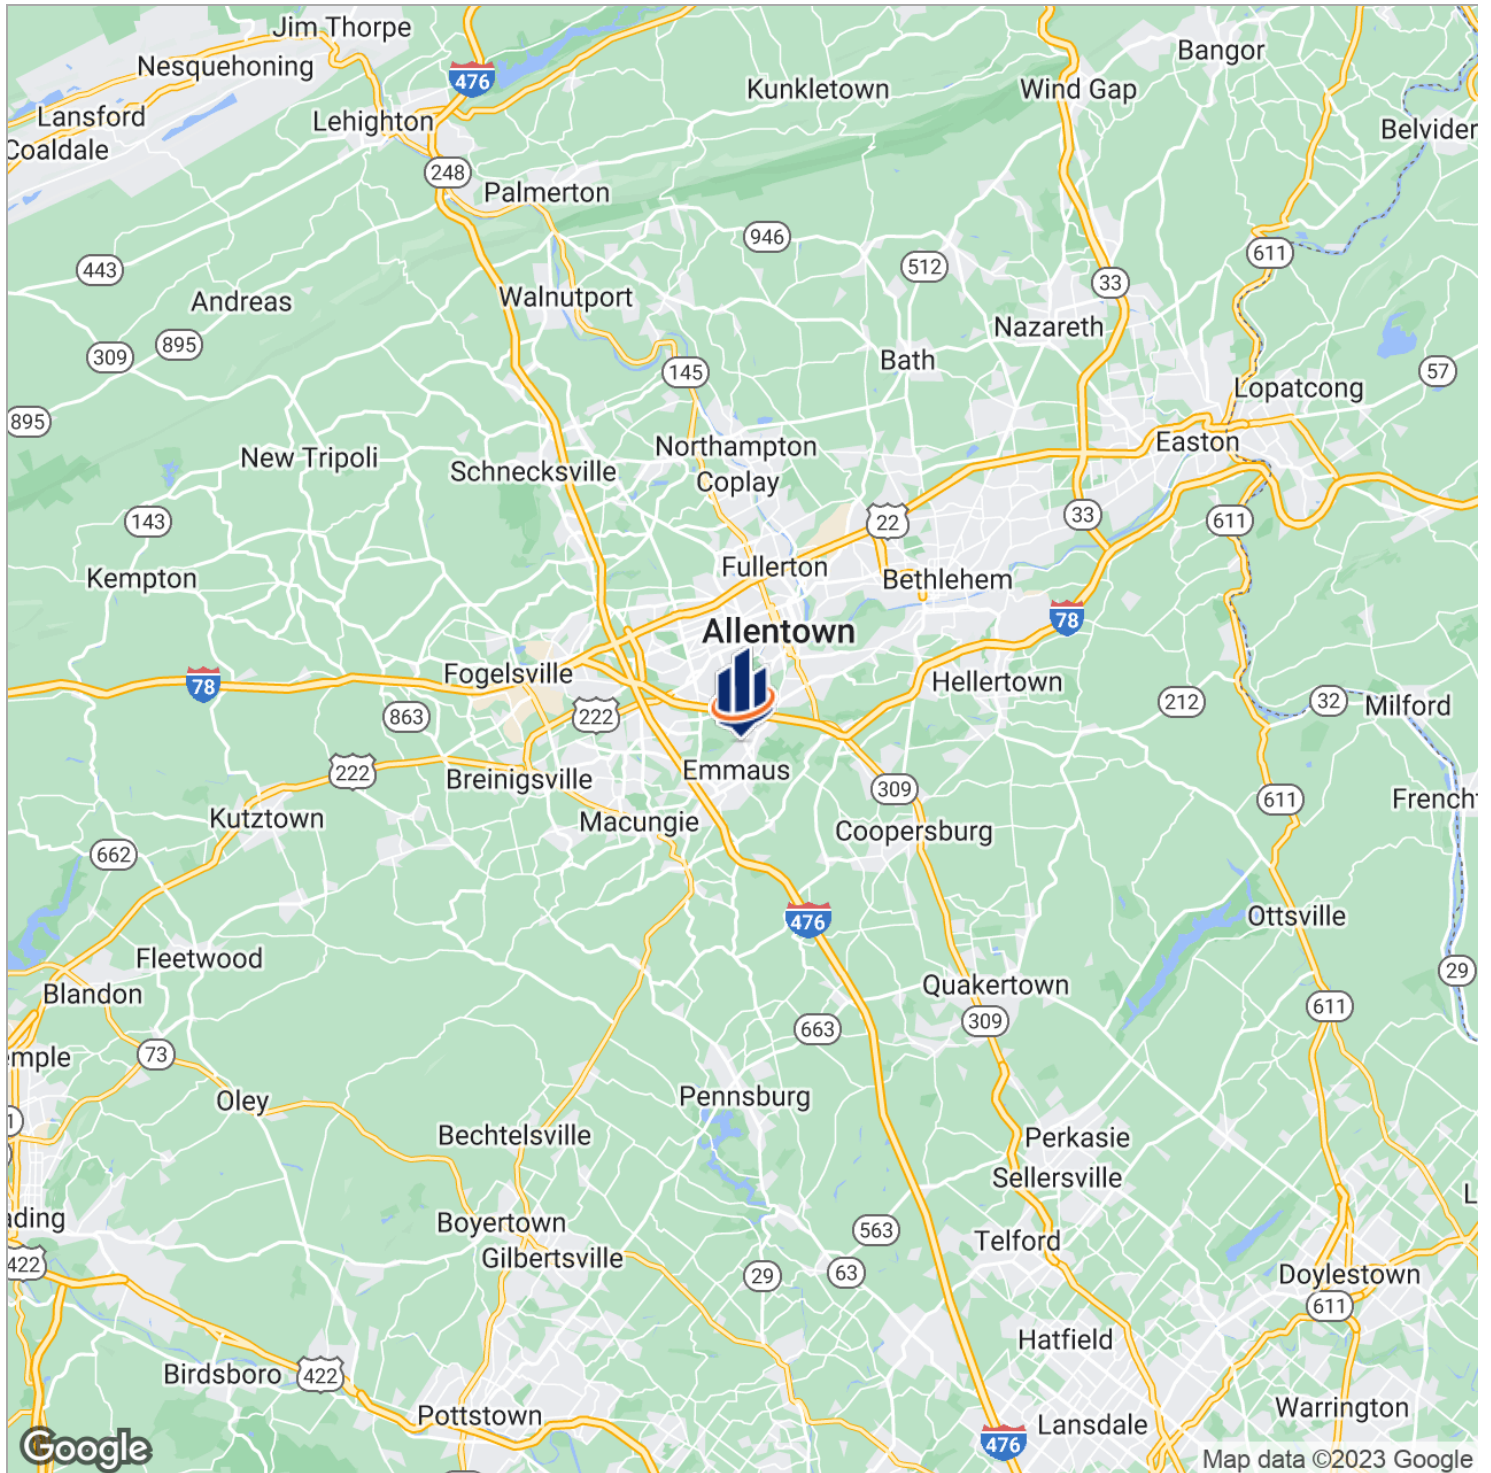 Jim Thorpe
Bangor
Nesquehoning
476
Kunkletown
Wind Gap
Lansford
Lehighton
Belvider
Coaldale
248
Palmerton
946
611
443
512
33
Andreas
Walnutport
Nazareth
309
895
Bath
145
57
Lopatcong
895
Northampton
Easton
New Tripoli
Schnecksville
Coplay
143
22
33
611
Fullerton
Kempton
Bethlehem
78
Allentown
Fogelsville
78
Hellertown
222
863
212
32
Milford
222
Emmaus
Breinigsville
309
611
Frencht
Kutztown
Macungie
Coopersburg
662
476
Ottsville
Fleetwood
29
Blandon
Quakertown
611
309
663
emple
73
Oley
Pennsburg
1
Bechtelsville
Perkasie
Sellersville
L
ading
Boyertown
563
Telford
422
Gilbertsville
29
63
Doylestown
611
Hatfield
Birdsboro
422
Pottstown
Warrington
Lansdale
476
Google
Map data ©2023 Google